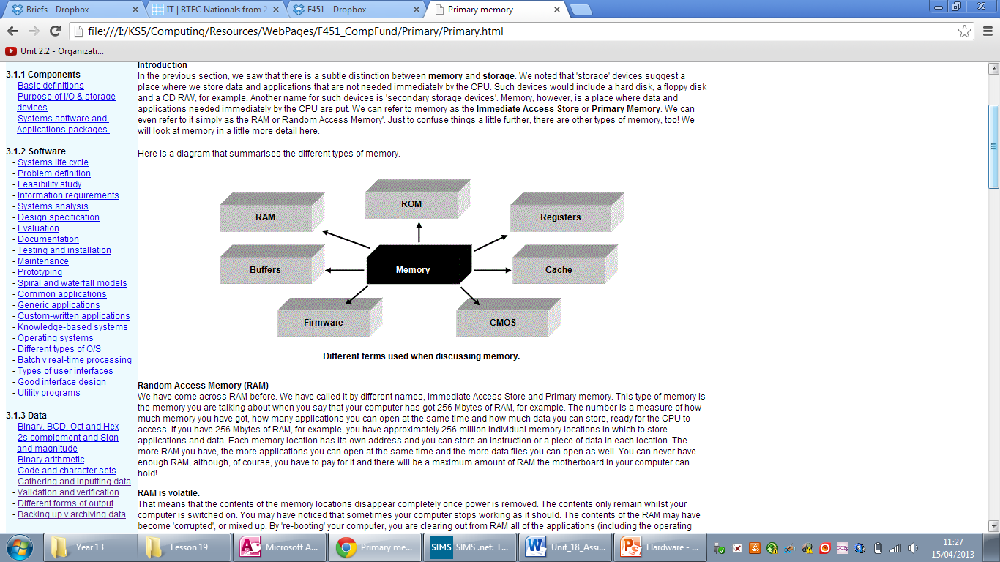 Briefs - Dropbox
IT | BTEC Nationals from 2
F451 - Dropbox
Primary memory
file:///I:/KS5/Computing/Resources/WebPages/F451_CompFund/Primary/Primary.html
Unit 2.2 - Organizati...
3.1.1 Components
- Basic definitions
- Purpose of I/O & storage
devices
- Systems software and
Applications packages
3.1.2 Software
- Systems life cycle
- Problem definition
- Feasibility study
- Information requirements
- Systems analysis
- Design specification
- Evaluation
- Documentation
- Testing and installation
- Maintenance
- Prototyping
- Spiral and waterfall models
- Common applications
- Generic applications
- Custom-written applications
- Knowledge-based systems
- Operating systems
- Different types of O/S
- Batch v real-time processing
- Types of user interfaces
- Good interface design
- Utility programs
3.1.3 Data
- Binary, BCD, Oct and Hex
- 2s complement and Sign
and magnitude
- Binary arithmetic
- Code and character sets
- Gathering and inputting data
- Validation and verification
- Different forms of output
- Backing up v archiving data
Introduction
In the previous section, we saw that there is a subtle distinction between memory and storage. We noted that 'storage' devices suggest a
place where we store data and applications that are not needed immediately by the CPU. Such devices would include a hard disk, a floppy disk
and a CD R/W, for example. Another name for such devices is 'secondary storage devices'. Memory, however, is a place where data and
applications needed immediately by the CPU are put. We can refer to memory as the Immediate Access Store or Primary Memory. We can
even refer to it simply as the RAM or Random Access Memory'. Just to confuse things a little further, there are other types of memory, too! We
will look at memory in a little more detail here.
Here is a diagram that summarises the different types of memory.
RAM
ROM
Registers
Buffers
Memory
Cache
Firmware
CMOS
Different terms used when discussing memory.
Random Access Memory (RAM)
We have come across RAM before. We have called it by different names, Immediate Access Store and Primary memory. This type of memory is
the memory you are talking about when you say that your computer has got 256 Mbytes of RAM, for example. The number is a measure of how
much memory you have got, how many applications you can open at the same time and how much data you can store, ready for the CPU to
access. If you have 256 Mbytes of RAM, for example, you have approximately 256 million individual memory locations in which to store
applications and data. Each memory location has its own address and you can store an instruction or a piece of data in each location. The
more RAM you have, the more applications you can open at the same time and the more data files you can open as well. You can never have
enough RAM, although, of course, you have to pay for it and there will be a maximum amount of RAM the motherboard in your computer can
hold!
RAM is volatile.
That means that the contents of the memory locations disappear completely once power is removed. The contents only remain whilst your
computer is switched on. You may have noticed that sometimes your computer stops working as it should. The contents of the RAM may have
become 'corrupted', or mixed up. By 're-booting' your computer, you are clearing out from RAM all of the applications (including the operating
Year 13
Lesson 19
Microsoft A...
Primary me...
SIMS
SIMS .net: T...
Unit_18_Assi...
Hardware - ...
11:27
15/04/2013